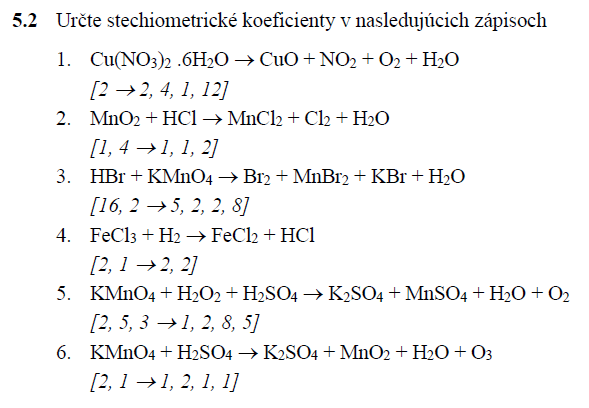 5.2 Určte stechiometrické koeficienty v nasledujúcich zápisoch
1. Cu(NO₃)₂ .6H₂O → CuO + NO₂ + O₂ + H₂O
[2 → 2, 4, 1, 12]
2. MnO₂ + HCl → MnCl₂ + Cl₂ + H₂O
[1, 4 → 1, 1, 2]
3. HBr + KMnO₄ → Br₂ + MnBr₂ + KBr + H₂O
[16, 2 → 5, 2, 2, 8]
4. FeCl₃ + H₂ → FeCl₂ + HCl
[2, 1 → 2, 2]
5. KMnO₄ + H₂O₂ + H₂SO₄ → K₂SO₄ + MnSO₄ + H₂O + O₂
[2, 5, 3 → 1, 2, 8, 5]
6. KMnO₄ + H₂SO₄ → K₂SO₄ + MnO₂ + H₂O + O₃
[2, 1 → 1, 2, 1, 1]